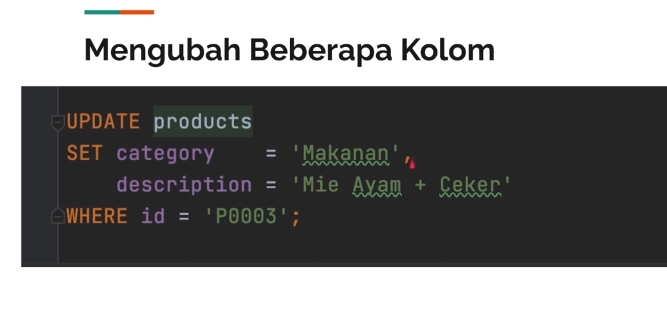 Mengubah Beberapa Kolom
UPDATE products
SET category    = 'Makanan',
    description = 'Mie Ayam + Ceker'
WHERE id = 'P0003';